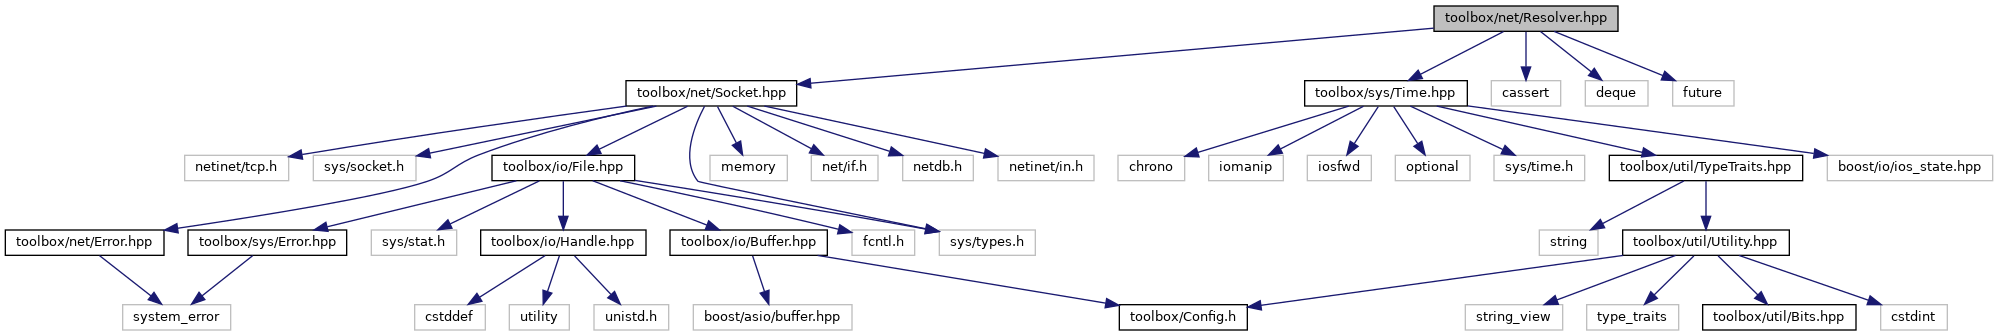 toolbox/net/Resolver.hpp
toolbox/net/Socket.hpp
toolbox/sys/Time.hpp
cassert
deque
future
netinet/tcp.h
sys/socket.h
toolbox/io/File.hpp
memory
net/if.h
netdb.h
netinet/in.h
chrono
iomanip
iosfwd
optional
sys/time.h
toolbox/util/TypeTraits.hpp
boost/io/ios_state.hpp
toolbox/net/Error.hpp
toolbox/sys/Error.hpp
sys/stat.h
toolbox/io/Handle.hpp
toolbox/io/Buffer.hpp
fcntl.h
sys/types.h
string
toolbox/util/Utility.hpp
system_error
cstddef
utility
unistd.h
boost/asio/buffer.hpp
toolbox/Config.h
string_view
type_traits
toolbox/util/Bits.hpp
cstdint